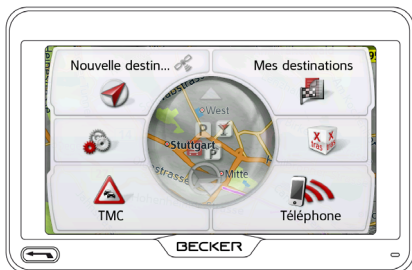 Nouvelle destin...
Mes destinations
West
P
Stuttgart
P
Mitte
TMC
Téléphone
BECKER